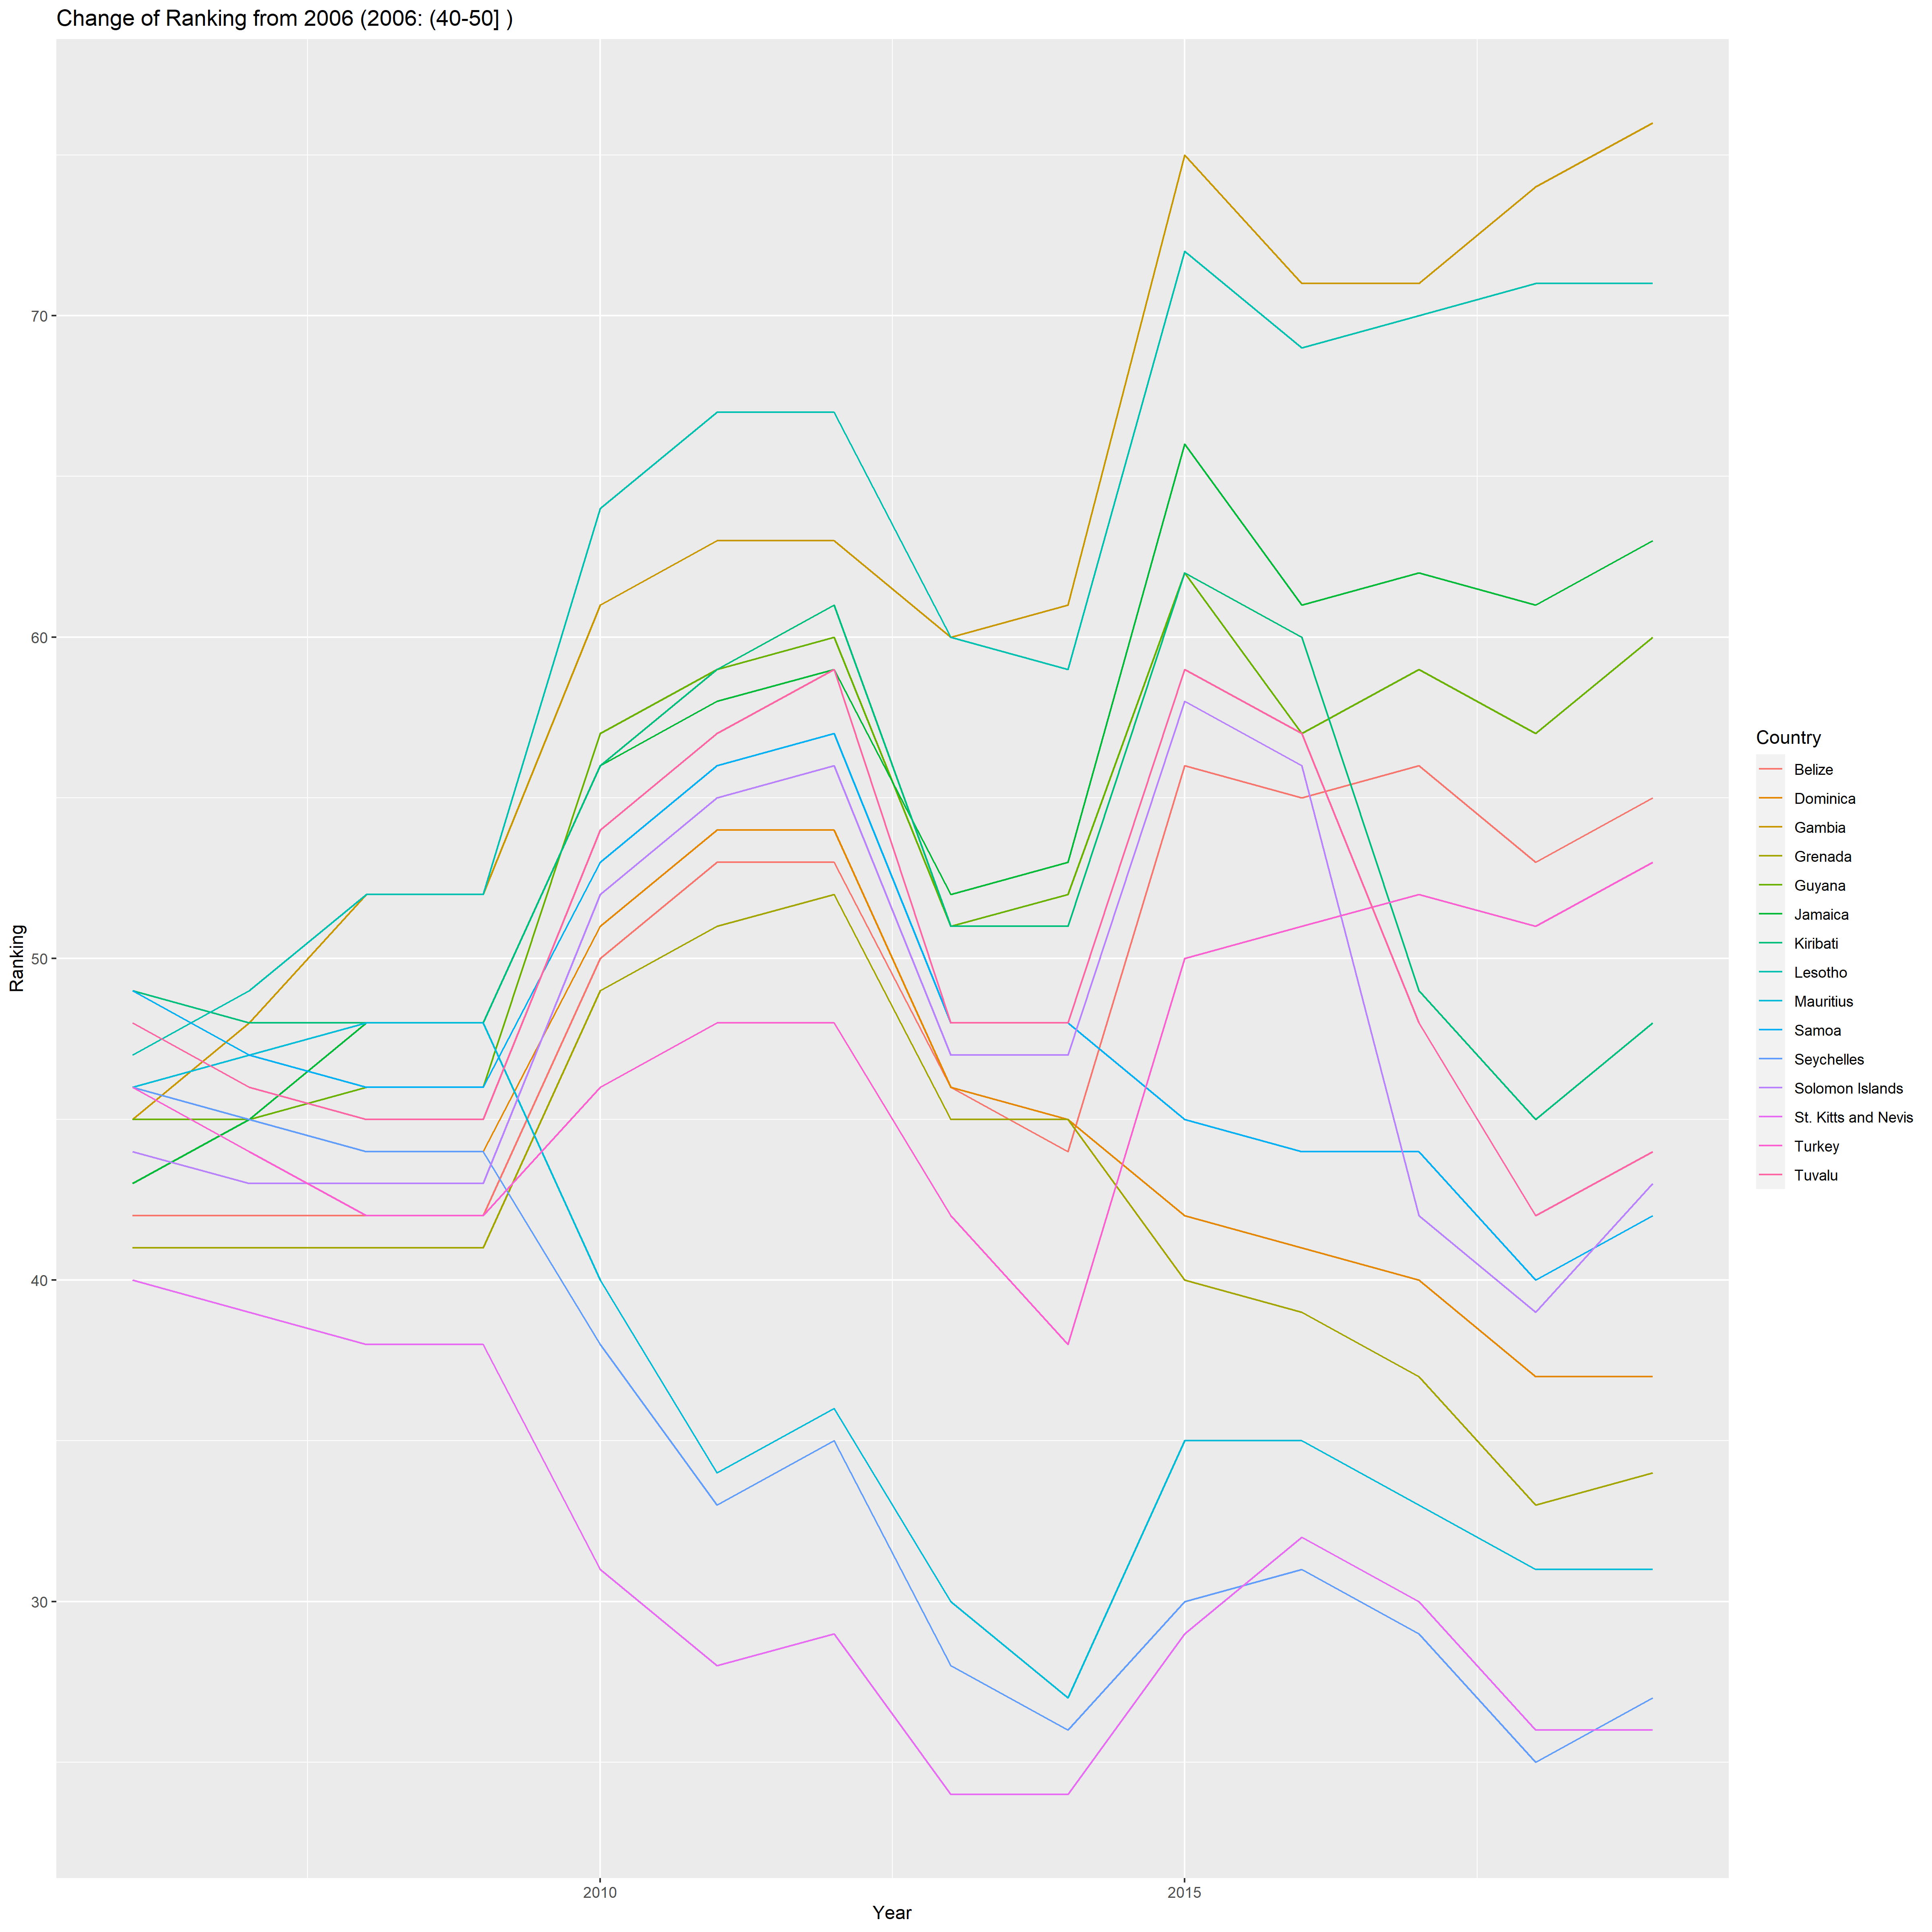 Change of Ranking from 2006 (2006: (40-50] )
Ranking
70
60
50
40
30
2010
2015
Year
Country
Belize
Dominica
Gambia
Grenada
Guyana
Jamaica
Kiribati
Lesotho
Mauritius
Samoa
Seychelles
Solomon Islands
St. Kitts and Nevis
Turkey
Tuvalu